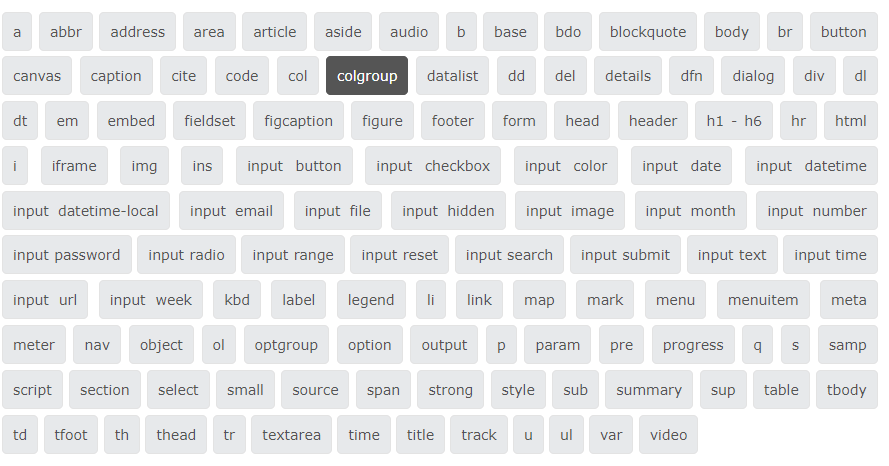 a abbr address area article aside audio b base bdo blockquote body br button
canvas caption cite code col colgroup datalist dd del details dfn dialog div dl
dt em embed fieldset figcaption figure footer form head header h1 - h6 hr html
i iframe img ins input button input checkbox input color input date input datetime
input datetime-local input email input file input hidden input image input month input number
input password input radio input range input reset input search input submit input text input time
input url input week kbd label legend li link map mark menu menuitem meta
meter nav object ol optgroup option output p param pre progress q s samp
script section select small source span strong style sub summary sup table tbody
td tfoot th thead tr textarea time title track u ul var video